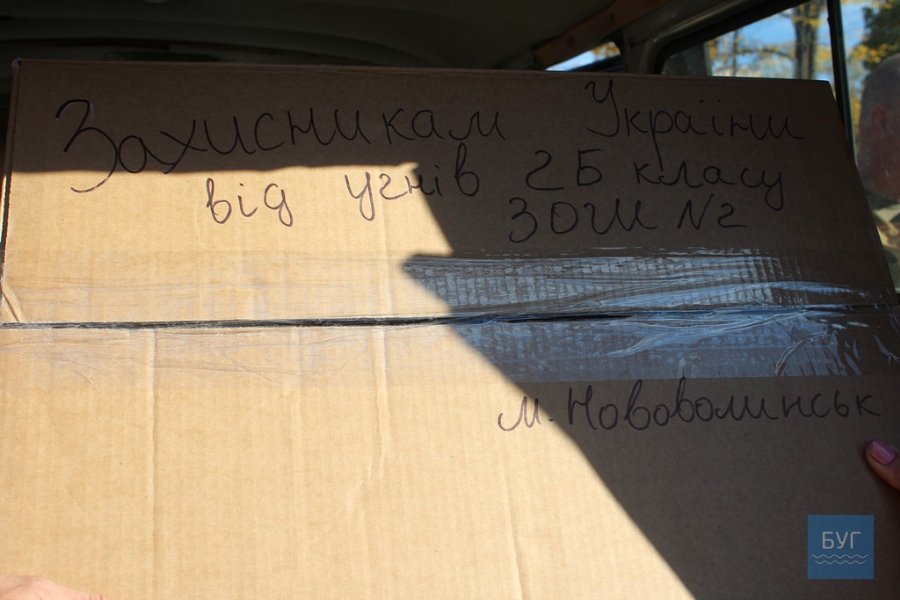 Захисникам України
від учнів 2Б класу
ЗОШ №2
м. Нововолинськ
БУГ